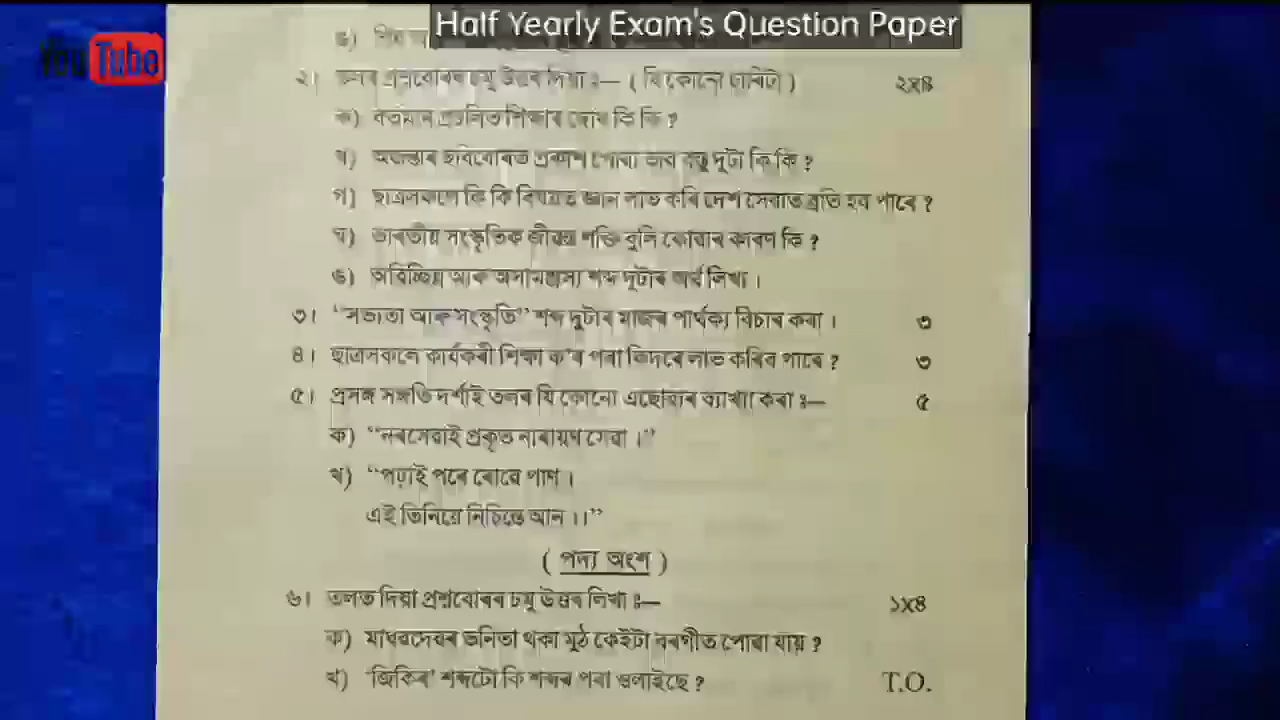 Half Yearly Exam's Question Paper
YouTube
ঙ)
২। তলৰ প্ৰশ্নবোৰৰ চমু উত্তৰ দিয়া ঃ— ( যি কোনো চাৰিটা ) ২x৪
ক) বৰ্তমান প্ৰচলিত শিক্ষাৰ দোষ কি কি ?
খ) অজন্তাৰ ছবিবোৰত প্ৰকাশ পোৱা ভাব বস্তু দুটা কি কি ?
গ) ছাত্ৰসকলে কি কি বিষয়ত জ্ঞান লাভ কৰি দেশ সেৱাত ব্ৰতি হব পাৰে ?
ঘ) ভাৰতীয় সংস্কৃতিক জীৱন্ত শক্তি বুলি কোৱাৰ কাৰণ কি ?
ঙ) অবিচ্ছিন্ন আৰু অসামঞ্জস্য শব্দ দুটাৰ অৰ্থ লিখা ।
৩। “সভ্যতা আৰু সংস্কৃতি” শব্দ দুটাৰ মাজৰ পাৰ্থক্য বিচাৰ কৰা । ৩
৪। ছাত্ৰসকলে কাৰ্যকৰী শিক্ষা ক'ৰ পৰা কিদৰে লাভ কৰিব পাৰে ? ৩
৫। প্ৰসঙ্গ সঙ্গতি দৰ্শাই তলৰ যি কোনো এছোৱাৰ ব্যাখ্যা কৰা ঃ— ৫
ক) “নৰসেৱাই প্ৰকৃত নাৰায়ণ সেৱা ।”
খ) “পঢ়াই পৰে ৰোৱে পাণ ।
এই তিনিয়ে নিচিন্তে আন ।।”
( পদ্য অংশ )
৬। তলত দিয়া প্ৰশ্নবোৰৰ চমু উত্তৰ লিখা ঃ— ১x৪
ক) মাধৱদেৱৰ ভনিতা থকা মুঠ কেইটা বৰগীত পোৱা যায় ?
খ) ‘জিকিৰ’ শব্দটো কি শব্দৰ পৰা ওলাইছে ? T.O.